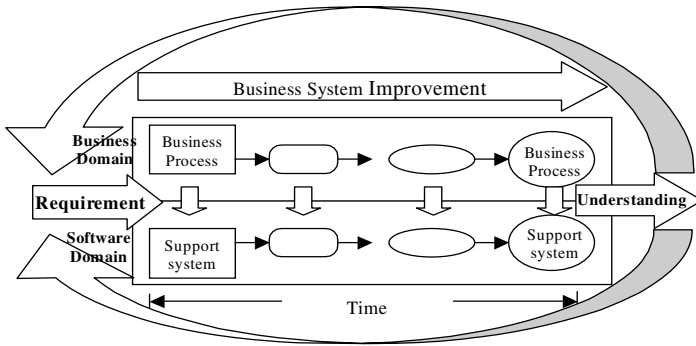 Business System Improvement
Business
Domain
Business
Process
Business
Process
Requirement
Understanding
Software
Domain
Support
system
Support
system
Time